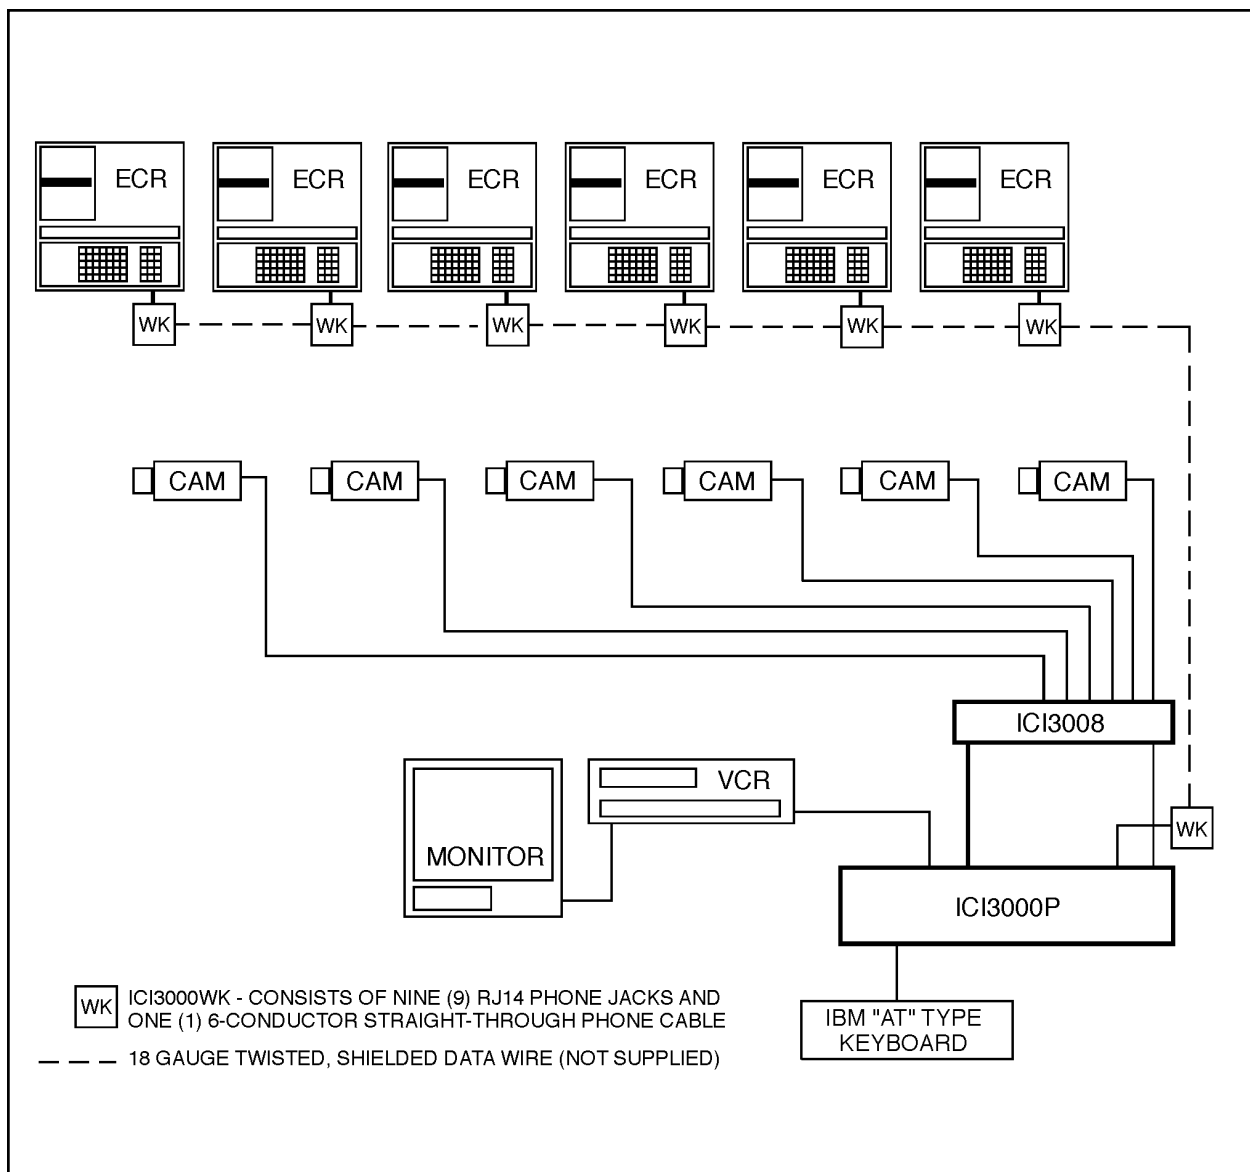 ECR
ECR
ECR
ECR
ECR
ECR
WK
WK
WK
WK
WK
WK
CAM
CAM
CAM
CAM
CAM
CAM
ICI3008
VCR
MONITOR
WK
ICI3000P
WK
ICI3000WK - CONSISTS OF NINE (9) RJ14 PHONE JACKS AND
ONE (1) 6-CONDUCTOR STRAIGHT-THROUGH PHONE CABLE
IBM "AT" TYPE
KEYBOARD
18 GAUGE TWISTED, SHIELDED DATA WIRE (NOT SUPPLIED)